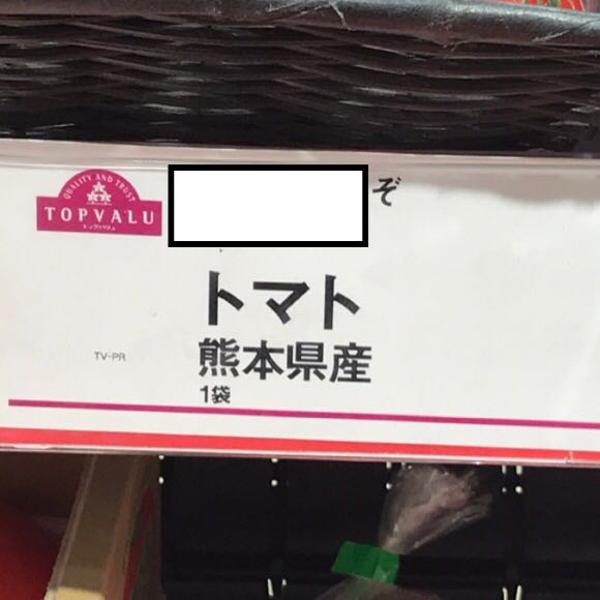 QUALITY AND TRUST
TOPVALU
トップバリュ
ぞ
トマト
熊本県産
TV-PR
1袋